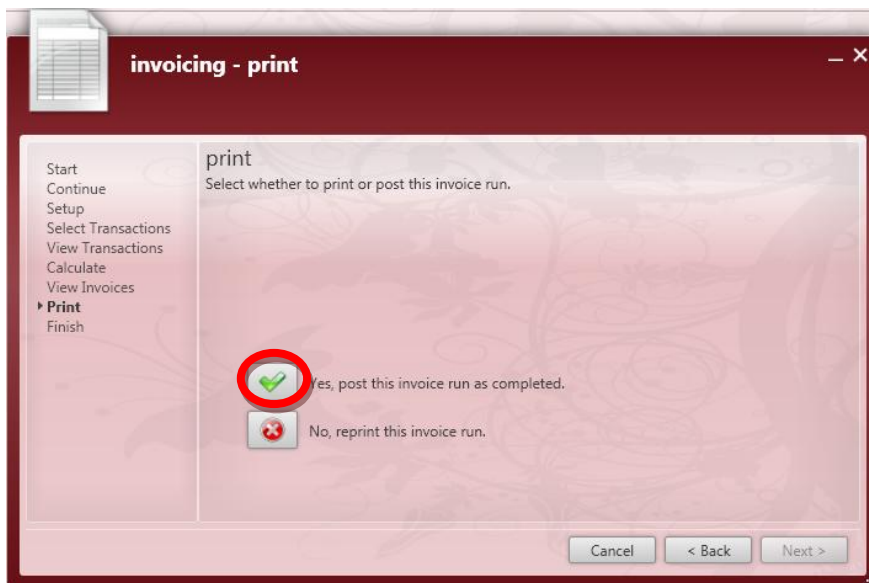 invoicing - print
Start
Continue
Setup
Select Transactions
View Transactions
Calculate
View Invoices
Print
Finish
print
Select whether to print or post this invoice run.
Yes, post this invoice run as completed.
No, reprint this invoice run.
Cancel
< Back
Next >